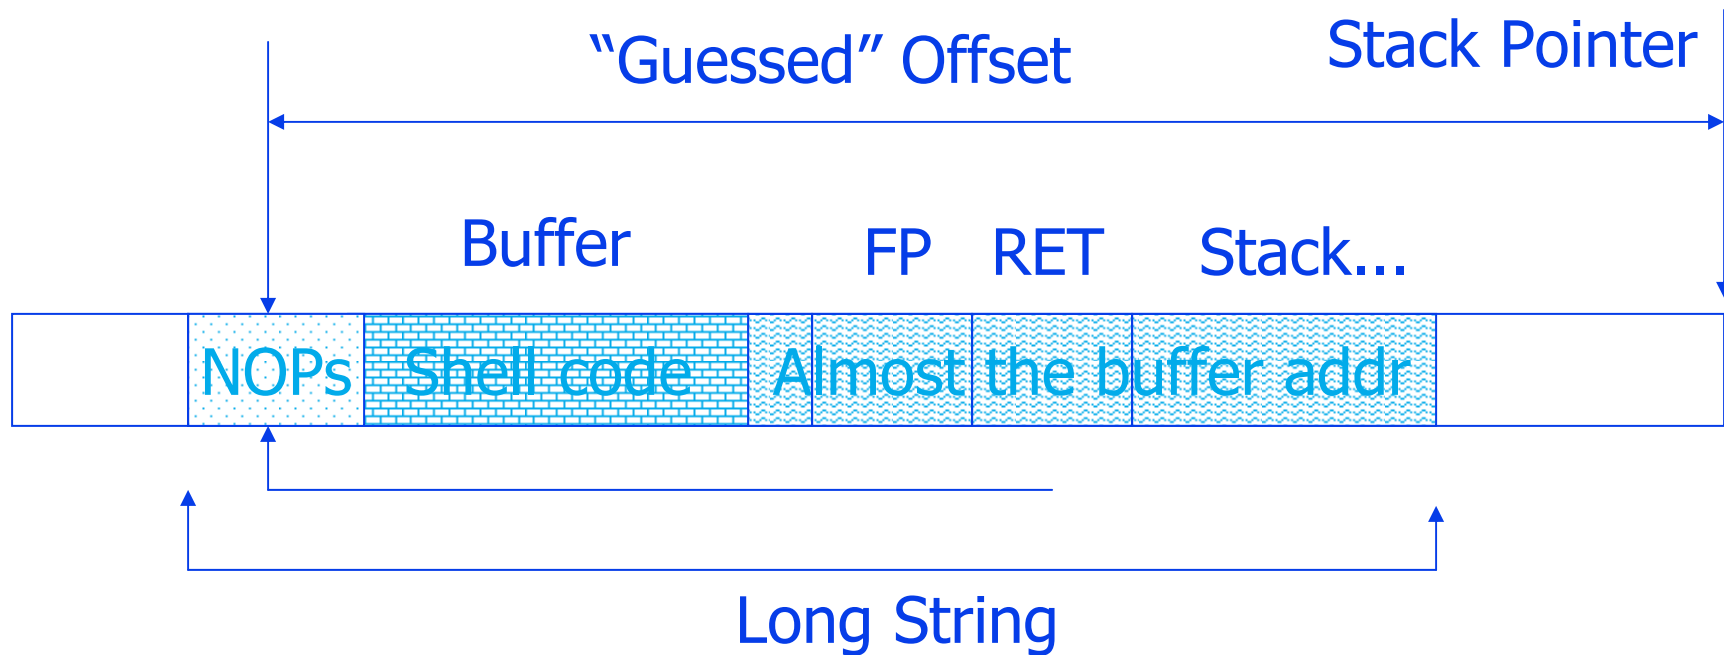 “Guessed” Offset
Stack Pointer
Buffer
FP
RET
Stack...
NOPs
Shell code
Almost the buffer addr
Long String